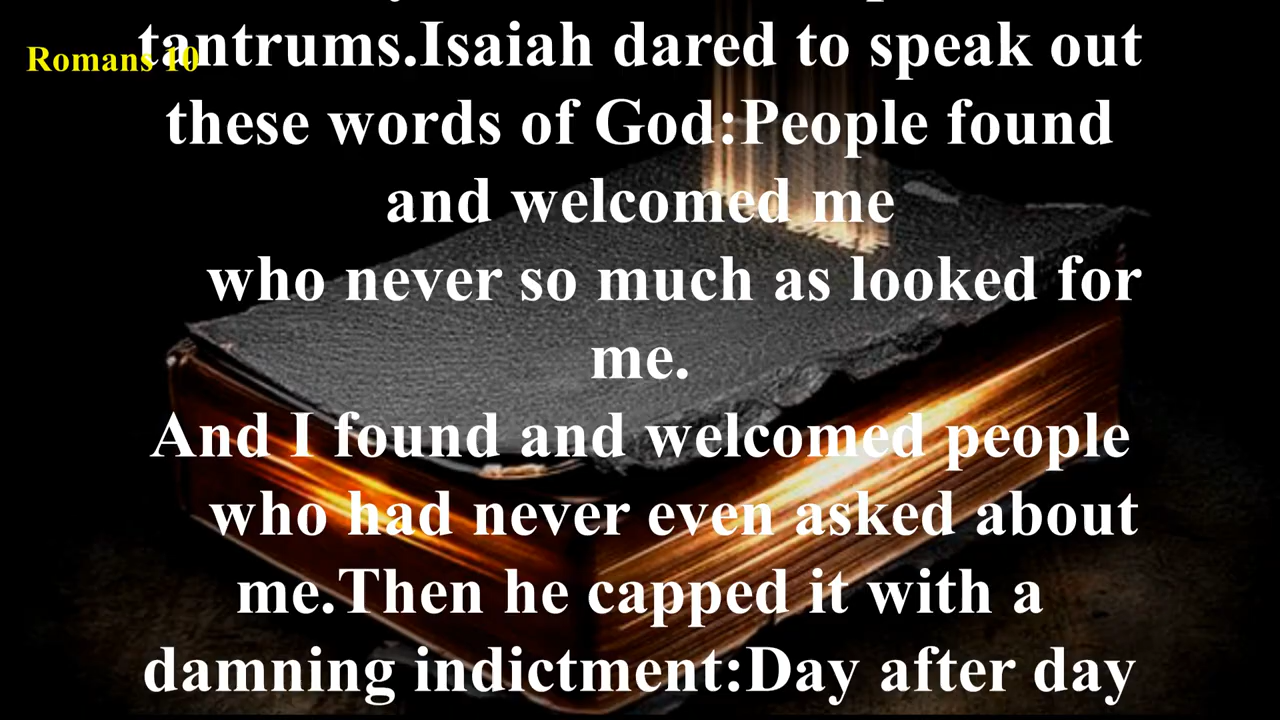 Romans 10
tantrums.Isaiah dared to speak out
these words of God:People found
and welcomed me
who never so much as looked for
me.
And I found and welcomed people
who had never even asked about
me.Then he capped it with a
damning indictment:Day after day